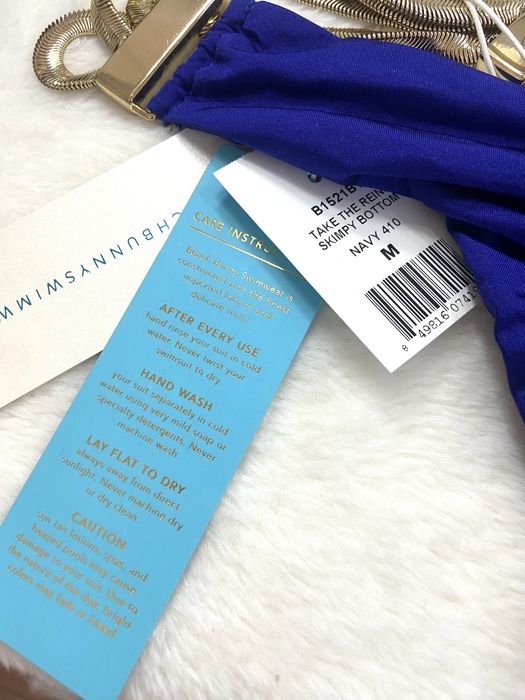 CHBUNNYSWIMW
CARE INSTRUC
Beach Bunny Swimwear is
constructed with the finest
imported fabrics and
delicate trims.
AFTER EVERY USE
hand rinse your suit in cold
water. Never twist your
swimsuit to dry.
HAND WASH
your suit separately in cold
water using very mild soap or
specialty detergents. Never
machine wash.
LAY FLAT TO DRY
always away from direct
sunlight. Never machine dry
or dry clean.
CAUTION
Sun tan lotions, spas, and
heated pools may cause
damage to your suit. Due to
the nature of the dye, bright
colors may fade or bleed.
B1521B
TAKE THE REIN
SKIMPY BOTTOM
NAVY 410
M
8 49816 0741